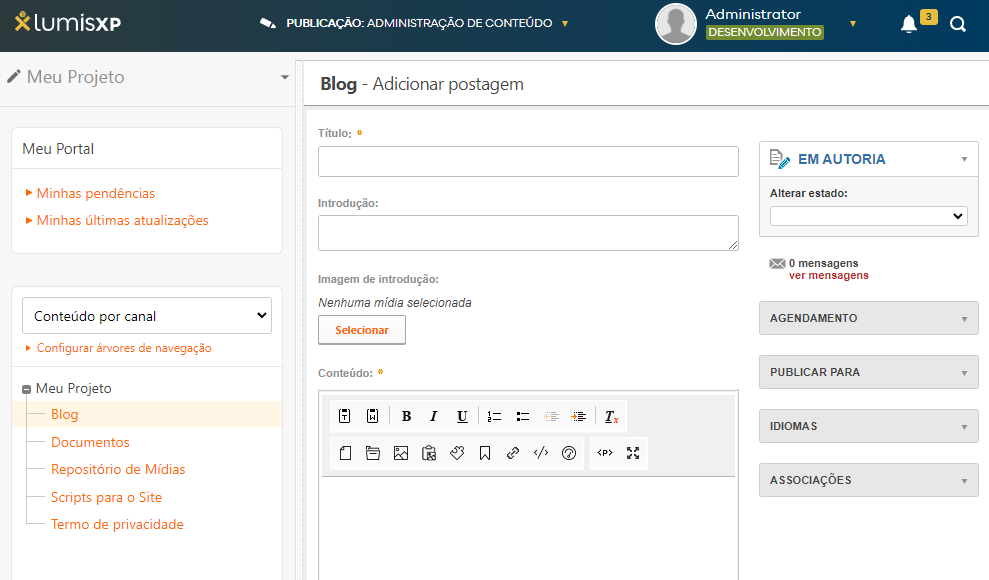 lumisXP
PUBLICAÇÃO: ADMINISTRAÇÃO DE CONTEÚDO
Administrator
DESENVOLVIMENTO
3
Meu Projeto
Meu Portal
Minhas pendências
Minhas últimas atualizações
Conteúdo por canal
Configurar árvores de navegação
Meu Projeto
Blog
Documentos
Repositório de Mídias
Scripts para o Site
Termo de privacidade
Blog - Adicionar postagem
Título: *
Introdução:
Imagem de introdução:
Nenhuma mídia selecionada
Selecionar
Conteúdo: *
B I U
EM AUTORIA
Alterar estado:
0 mensagens
ver mensagens
AGENDAMENTO
PUBLICAR PARA
IDIOMAS
ASSOCIAÇÕES